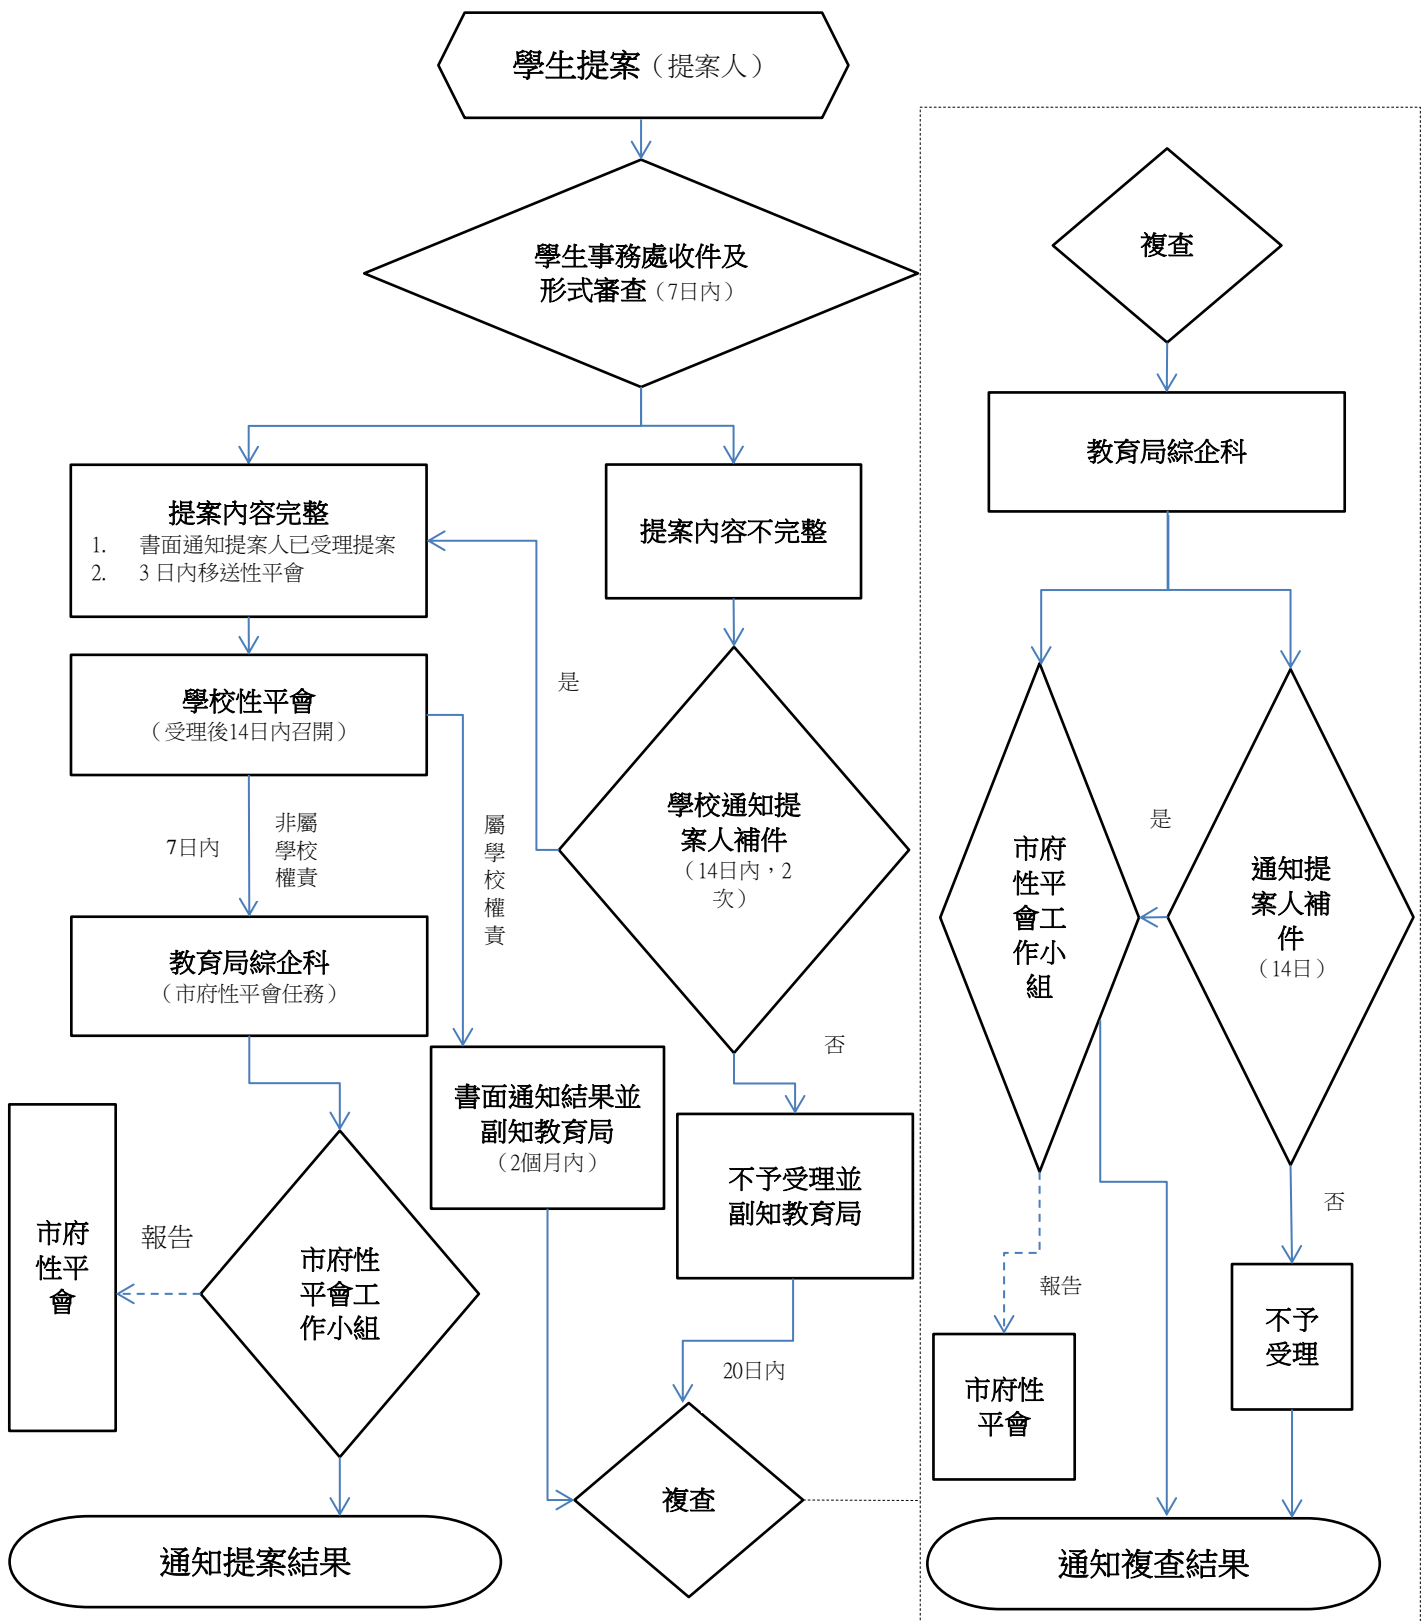 學生提案（提案人）
學生事務處收件及
形式審查（7日內）
提案內容完整
1. 書面通知提案人已受理提案
2. 3 日內移送性平會
提案內容不完整
是
學校性平會
（受理後14日內召開）
7日內
非屬
學校
權責
屬
學
校
權
責
學校通知提
案人補件
（14日內，2
次）
教育局綜企科
（市府性平會任務）
否
書面通知結果並
副知教育局
（2個月內）
不予受理並
副知教育局
市府
性平
會
報告
市府性
平會工
作小組
20日內
複查
通知提案結果
複查
教育局綜企科
市府
性平
會工
作小
組
是
通知提
案人補
件
（14日）
否
報告
不予
受理
市府性
平會
通知複查結果